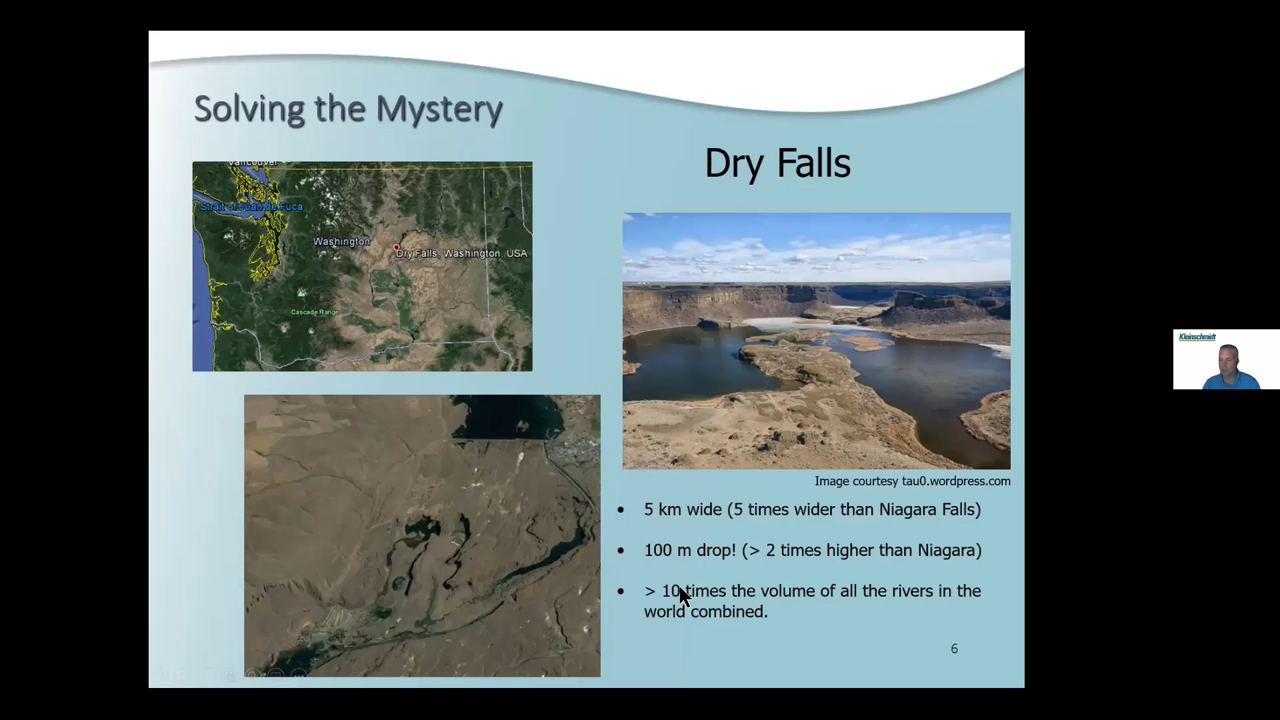 Solving the Mystery
Dry Falls
Vancouver
Strait of Juan de Fuca
Washington
Dry Falls, Washington, USA
Cascade Range
Image courtesy tau0.wordpress.com
• 5 km wide (5 times wider than Niagara Falls)
• 100 m drop! (> 2 times higher than Niagara)
• > 10 times the volume of all the rivers in the
world combined.
6
Kleinschmidt